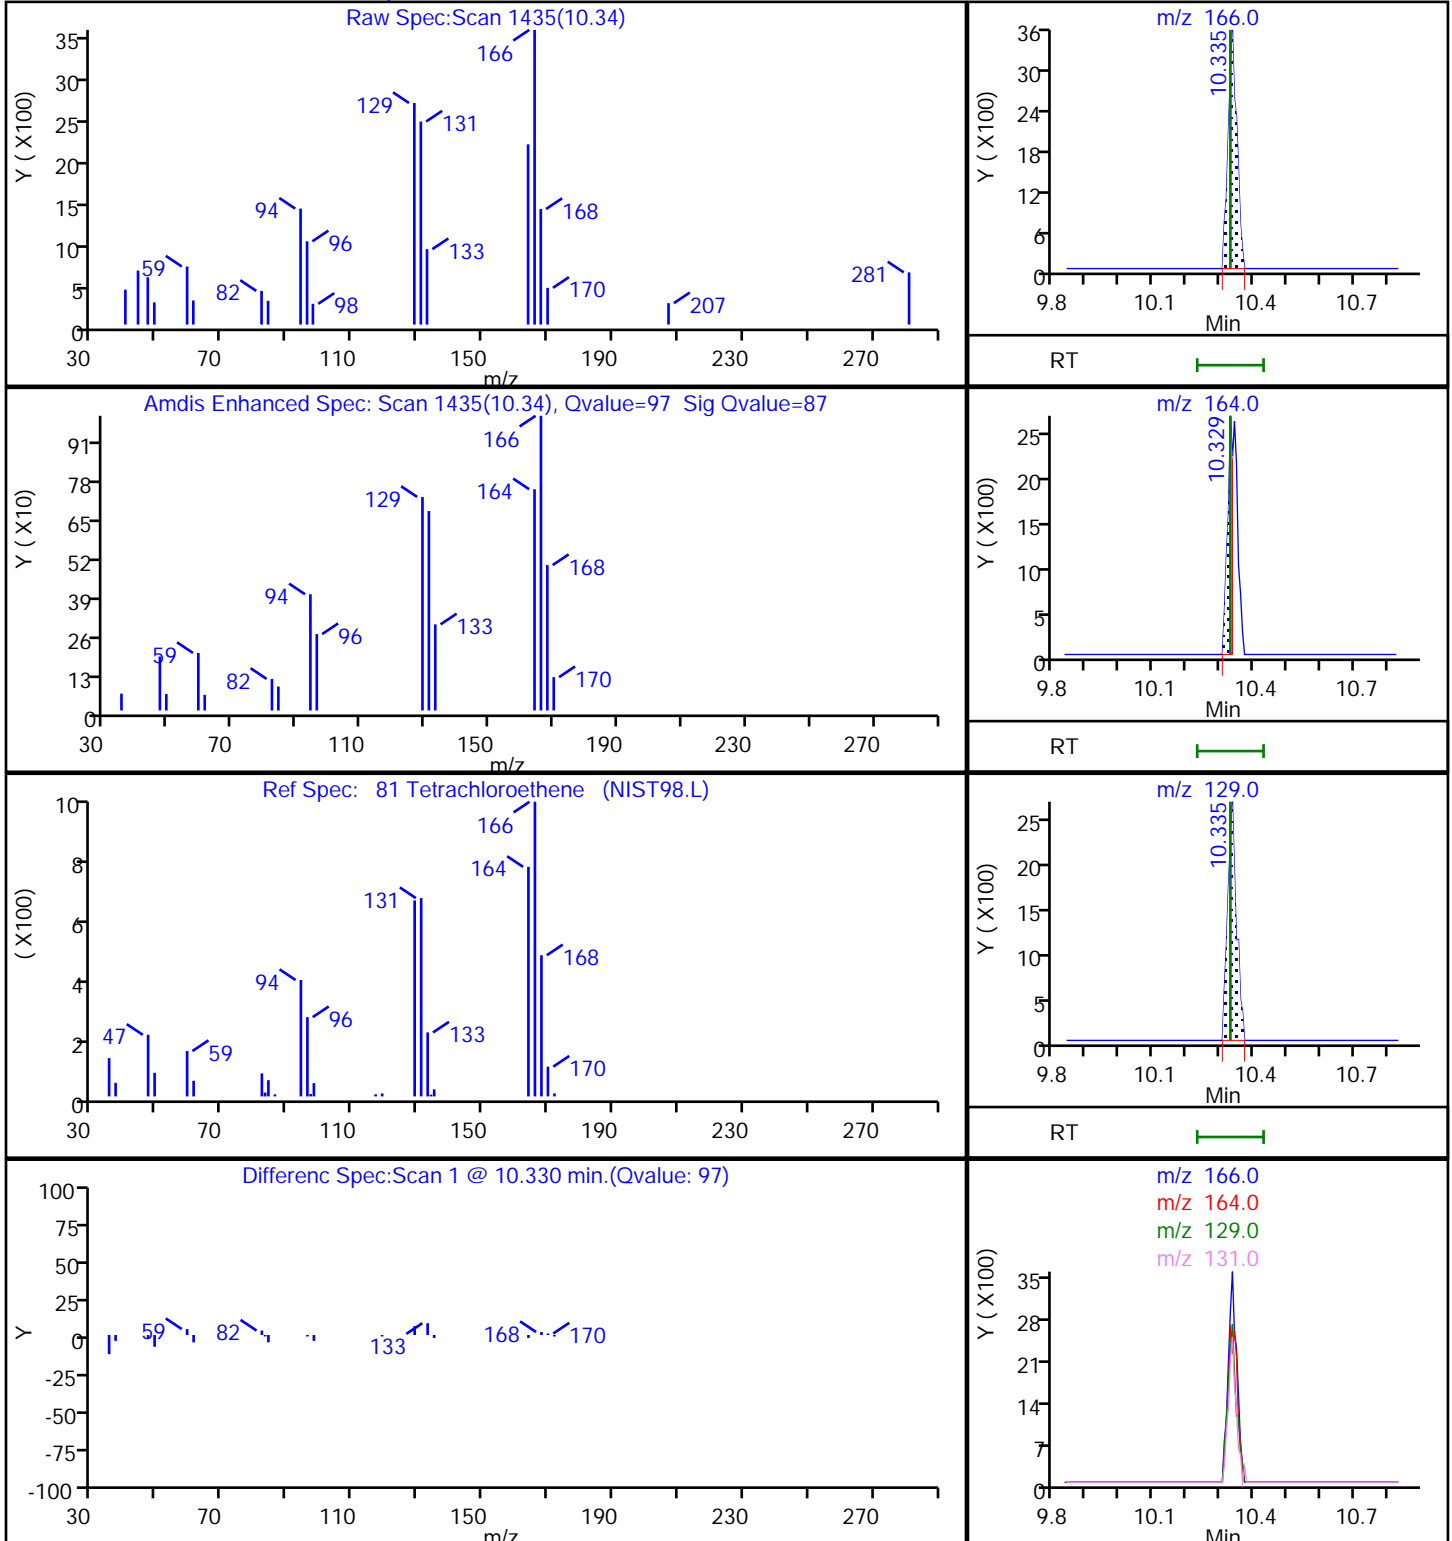 Raw Spec:Scan 1435(10.34)
Y ( X100)
35
30
25
20
15
10
5
0
166
129
131
94
96
168
133
59
82
98
170
207
281
30 70 110 150 190 230 270
m/z
m/z 166.0
Y ( X100)
36
30
24
18
12
6
0
10.335
9.8 10.1 10.4 10.7
Min
RT
Amdis Enhanced Spec: Scan 1435(10.34), Qvalue=97 Sig Qvalue=87
Y ( X10)
91
78
65
52
39
26
13
0
166
164
129
168
94
96
133
59
82
170
30 70 110 150 190 230 270
m/z
m/z 164.0
Y ( X100)
25
20
15
10
5
0
10.329
9.8 10.1 10.4 10.7
Min
RT
Ref Spec: 81 Tetrachloroethene (NIST98.L)
( X100)
10
8
6
4
2
0
166
164
131
168
94
96
47
59
133
170
30 70 110 150 190 230 270
m/z 129.0
Y ( X100)
25
20
15
10
5
0
10.335
9.8 10.1 10.4 10.7
Min
RT
Differenc Spec:Scan 1 @ 10.330 min.(Qvalue: 97)
Y
100
75
50
25
0
-25
-50
-75
-100
59
82
133
168
170
30 70 110 150 190 230 270
m/z
m/z 166.0
m/z 164.0
m/z 129.0
m/z 131.0
Y ( X100)
35
28
21
14
7
0
9.8 10.1 10.4 10.7
Min